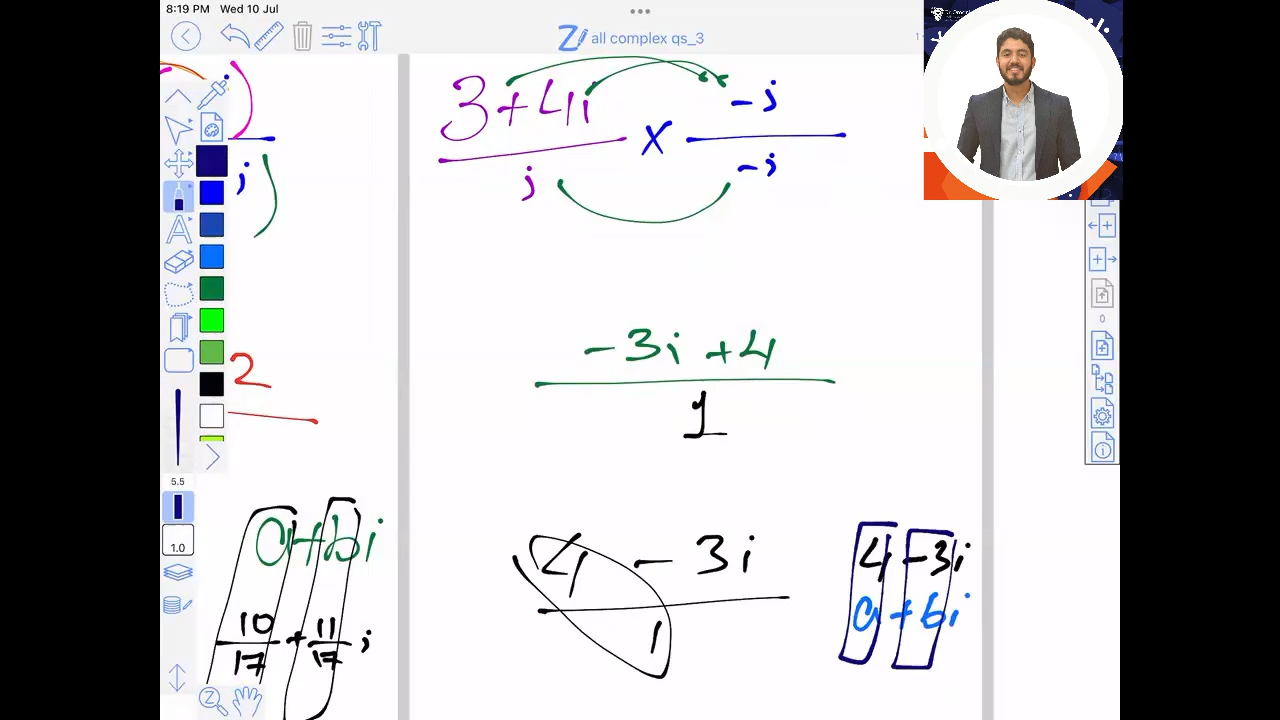 8:19 PM Wed 10 Jul
all complex qs_3
3+4i
i
×
-i
-i
i
-3i +4
1
2
5.5
1.0
0
a+bi
10/17 + 11/17 i
4 - 3i
1
4 -3i
a + bi